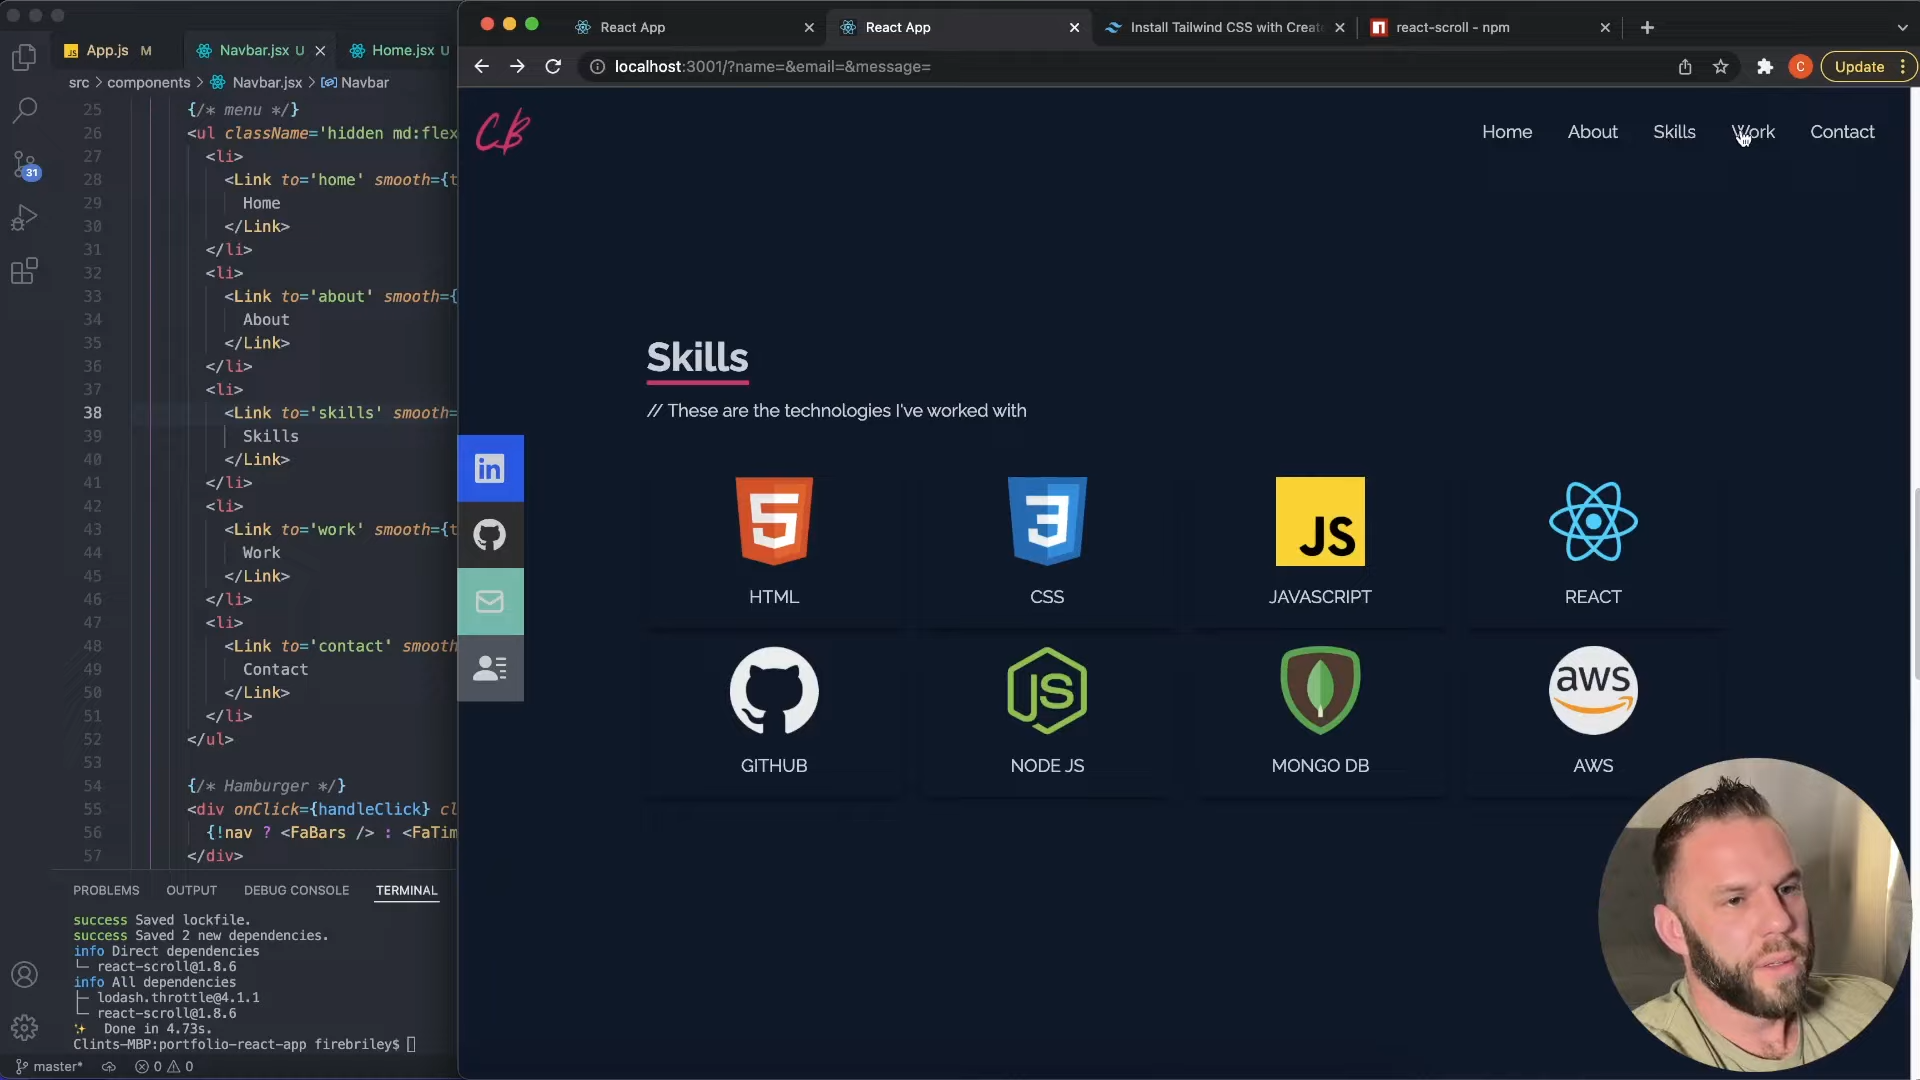 App.js M
Navbar.jsx U
Home.jsx U
src > components > Navbar.jsx > Navbar
25 {/* menu */}
26 <ul className='hidden md:flex
27 <li>
28 <Link to='home' smooth={t
29 Home
30 </Link>
31 </li>
32 <li>
33 <Link to='about' smooth={
34 About
35 </Link>
36 </li>
37 <li>
38 <Link to='skills' smooth=
39 Skills
40 </Link>
41 </li>
42 <li>
43 <Link to='work' smooth={t
44 Work
45 </Link>
46 </li>
47 <li>
48 <Link to='contact' smooth
49 Contact
50 </Link>
51 </li>
52 </ul>
53
54 {/* Hamburger */}
55 <div onClick={handleClick} cl
56 {!nav ? <FaBars /> : <FaTim
57 </div>
31
PROBLEMS OUTPUT DEBUG CONSOLE TERMINAL
success Saved lockfile.
success Saved 2 new dependencies.
info Direct dependencies
└─ react-scroll@1.8.6
info All dependencies
├─ lodash.throttle@4.1.1
└─ react-scroll@1.8.6
✨ Done in 4.73s.
Clints-MBP:portfolio-react-app firebriley$
master* 0 0
React App
React App
Install Tailwind CSS with Create
react-scroll - npm
localhost:3001/?name=&email=&message=
C
Update
CB
Home About Skills Work Contact
Skills
// These are the technologies I've worked with
in
5
3
JS
HTML CSS JAVASCRIPT REACT
JS
aws
GITHUB NODE JS MONGO DB AWS